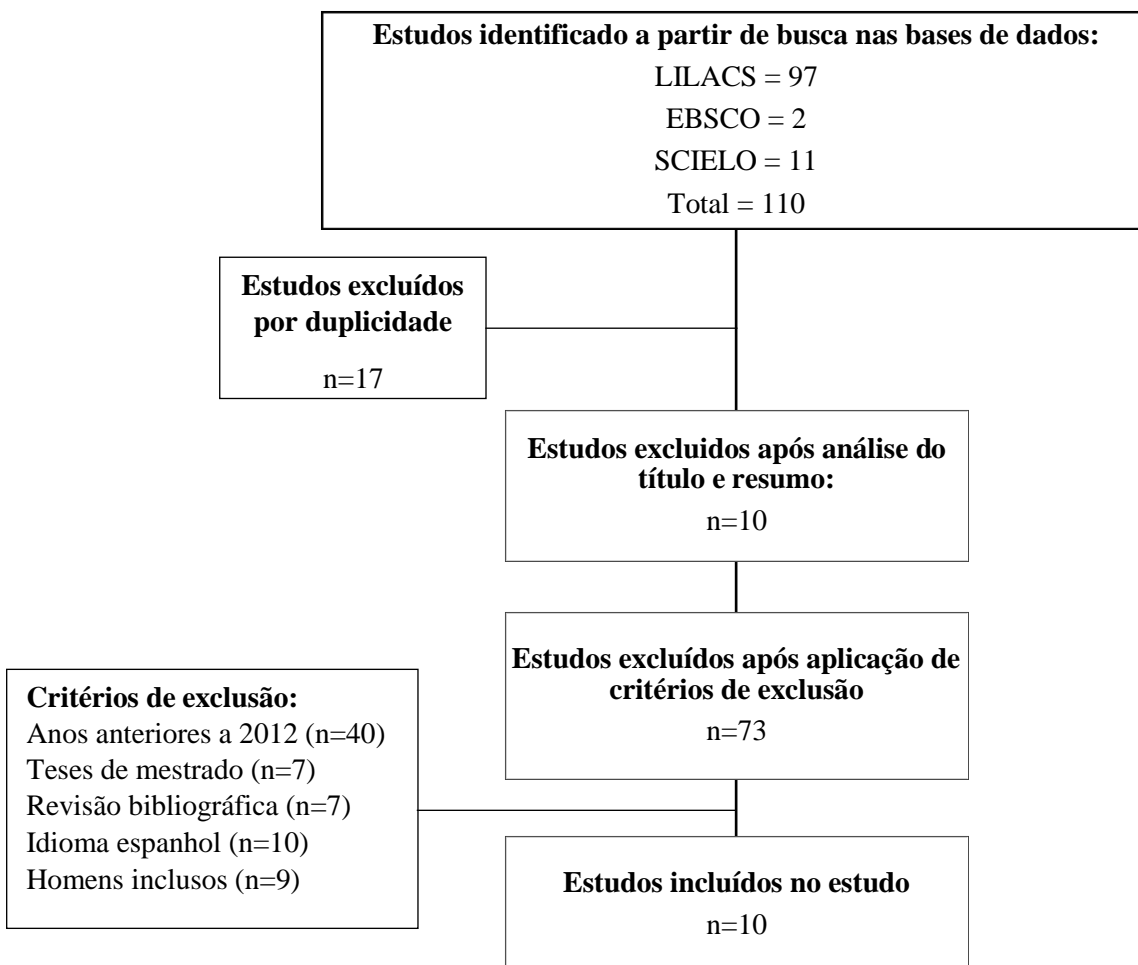 Estudos identificado a partir de busca nas bases de dados:
LILACS = 97
EBSCO = 2
SCIELO = 11
Total = 110
Estudos excluídos
por duplicidade
n=17
Estudos excluidos após análise do
título e resumo:
n=10
Estudos excluídos após aplicação de
critérios de exclusão
n=73
Critérios de exclusão:
Anos anteriores a 2012 (n=40)
Teses de mestrado (n=7)
Revisão bibliográfica (n=7)
Idioma espanhol (n=10)
Homens inclusos (n=9)
Estudos incluídos no estudo
n=10